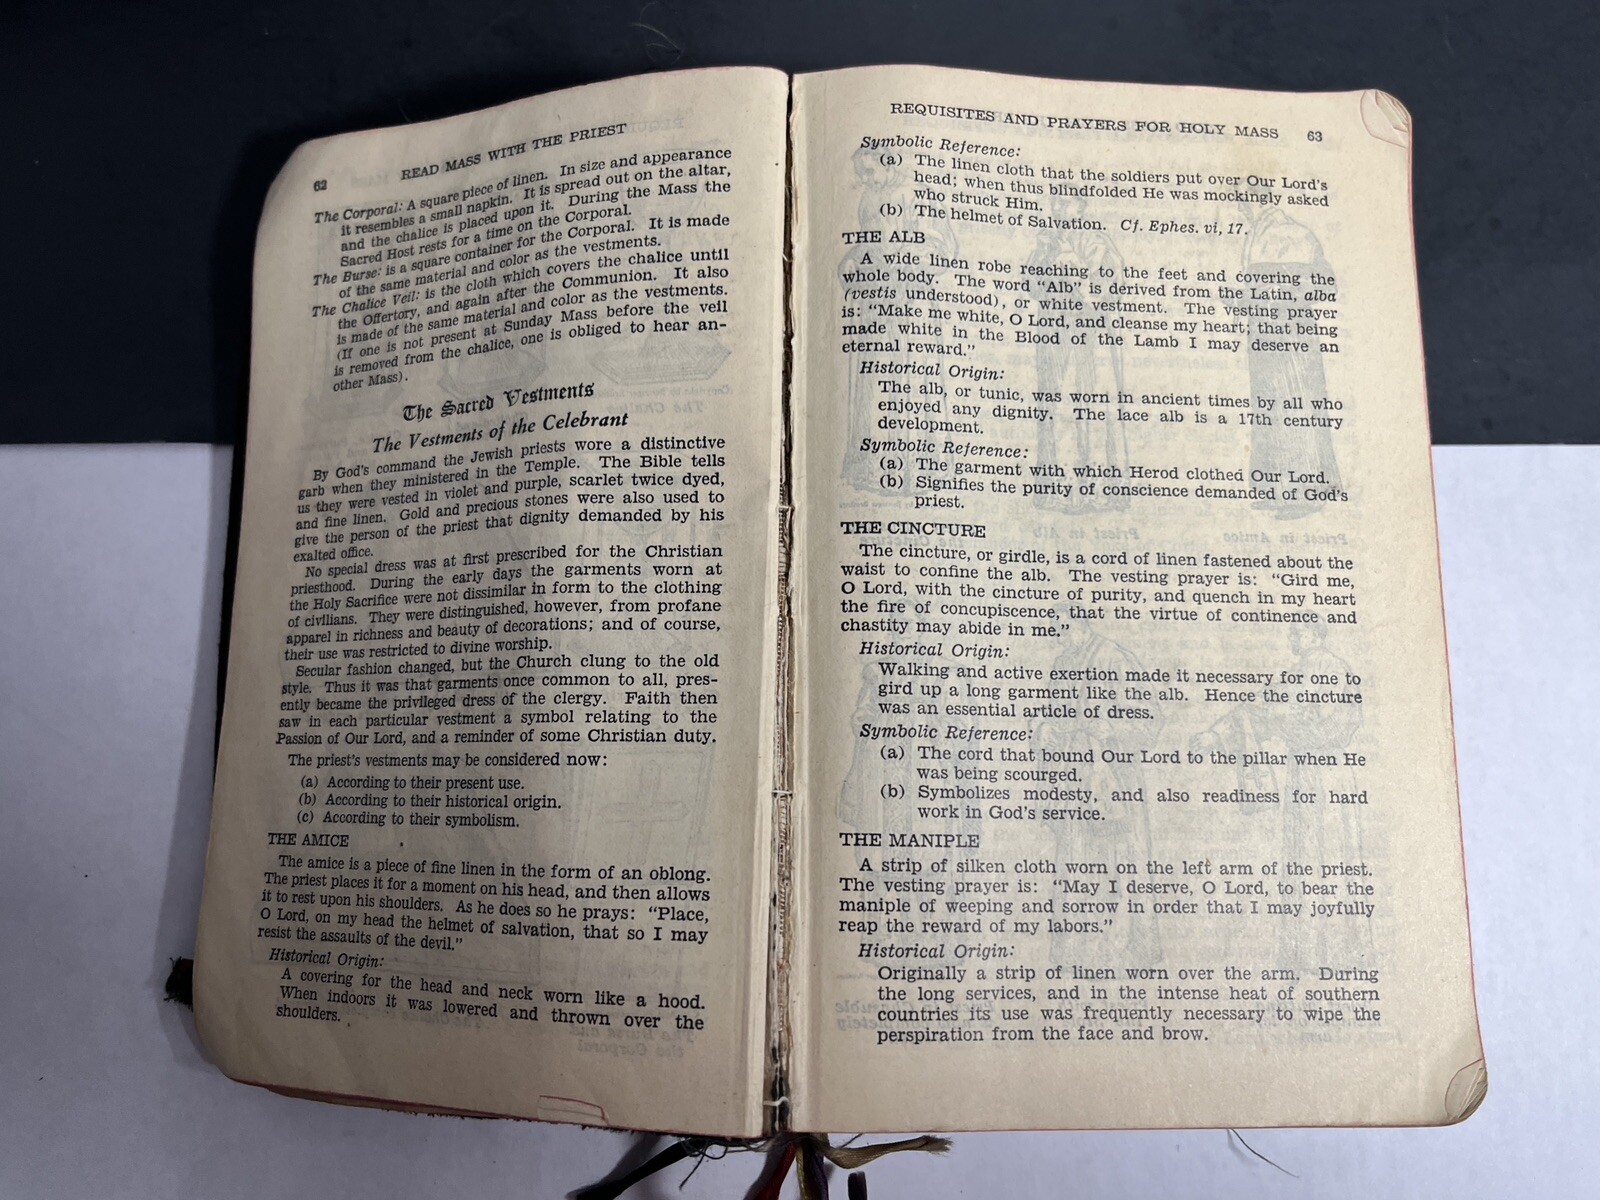 62 READ MASS WITH THE PRIEST
The Corporal: A square piece of linen. In size and appearance
it resembles a small napkin. It is spread out on the altar,
and the chalice is placed upon it. During the Mass the
Sacred Host rests for a time on the Corporal.
The Burse: is a square container for the Corporal. It is made
of the same material and color as the vestments.
The Chalice Veil: is the cloth which covers the chalice until
the Offertory, and again after the Communion. It also
is made of the same material and color as the vestments.
(If one is not present at Sunday Mass before the veil
is removed from the chalice, one is obliged to hear an-
other Mass).
The Sacred Vestments
The Vestments of the Celebrant
By God's command the Jewish priests wore a distinctive
garb when they ministered in the Temple. The Bible tells
us they were vested in violet and purple, scarlet twice dyed,
and fine linen. Gold and precious stones were also used to
give the person of the priest that dignity demanded by his
exalted office.
No special dress was at first prescribed for the Christian
priesthood. During the early days the garments worn at
the Holy Sacrifice were not dissimilar in form to the clothing
of civilians. They were distinguished, however, from profane
apparel in richness and beauty of decorations; and of course,
their use was restricted to divine worship.
Secular fashion changed, but the Church clung to the old
style. Thus it was that garments once common to all, pres-
ently became the privileged dress of the clergy. Faith then
saw in each particular vestment a symbol relating to the
Passion of Our Lord, and a reminder of some Christian duty.
The priest's vestments may be considered now:
(a) According to their present use.
(b) According to their historical origin.
(c) According to their symbolism.
THE AMICE
The amice is a piece of fine linen in the form of an oblong.
The priest places it for a moment on his head, and then allows
it to rest upon his shoulders. As he does so he prays: "Place,
O Lord, on my head the helmet of salvation, that so I may
resist the assaults of the devil."
Historical Origin:
A covering for the head and neck worn like a hood.
When indoors it was lowered and thrown over the
shoulders.
REQUISITES AND PRAYERS FOR HOLY MASS 63
Symbolic Reference:
(a) The linen cloth that the soldiers put over Our Lord's
head; when thus blindfolded He was mockingly asked
who struck Him.
(b) The helmet of Salvation. Cf. Ephes. vi, 17.
THE ALB
A wide linen robe reaching to the feet and covering the
whole body. The word "Alb" is derived from the Latin, alba
(vestis understood), or white vestment. The vesting prayer
is: "Make me white, O Lord, and cleanse my heart; that being
made white in the Blood of the Lamb I may deserve an
eternal reward."
Historical Origin:
The alb, or tunic, was worn in ancient times by all who
enjoyed any dignity. The lace alb is a 17th century
development.
Symbolic Reference:
(a) The garment with which Herod clothed Our Lord.
(b) Signifies the purity of conscience demanded of God's
priest.
THE CINCTURE
The cincture, or girdle, is a cord of linen fastened about the
waist to confine the alb. The vesting prayer is: "Gird me,
O Lord, with the cincture of purity, and quench in my heart
the fire of concupiscence, that the virtue of continence and
chastity may abide in me."
Historical Origin:
Walking and active exertion made it necessary for one to
gird up a long garment like the alb. Hence the cincture
was an essential article of dress.
Symbolic Reference:
(a) The cord that bound Our Lord to the pillar when He
was being scourged.
(b) Symbolizes modesty, and also readiness for hard
work in God's service.
THE MANIPLE
A strip of silken cloth worn on the left arm of the priest.
The vesting prayer is: "May I deserve, O Lord, to bear the
maniple of weeping and sorrow in order that I may joyfully
reap the reward of my labors."
Historical Origin:
Originally a strip of linen worn over the arm. During
the long services, and in the intense heat of southern
countries its use was frequently necessary to wipe the
perspiration from the face and brow.